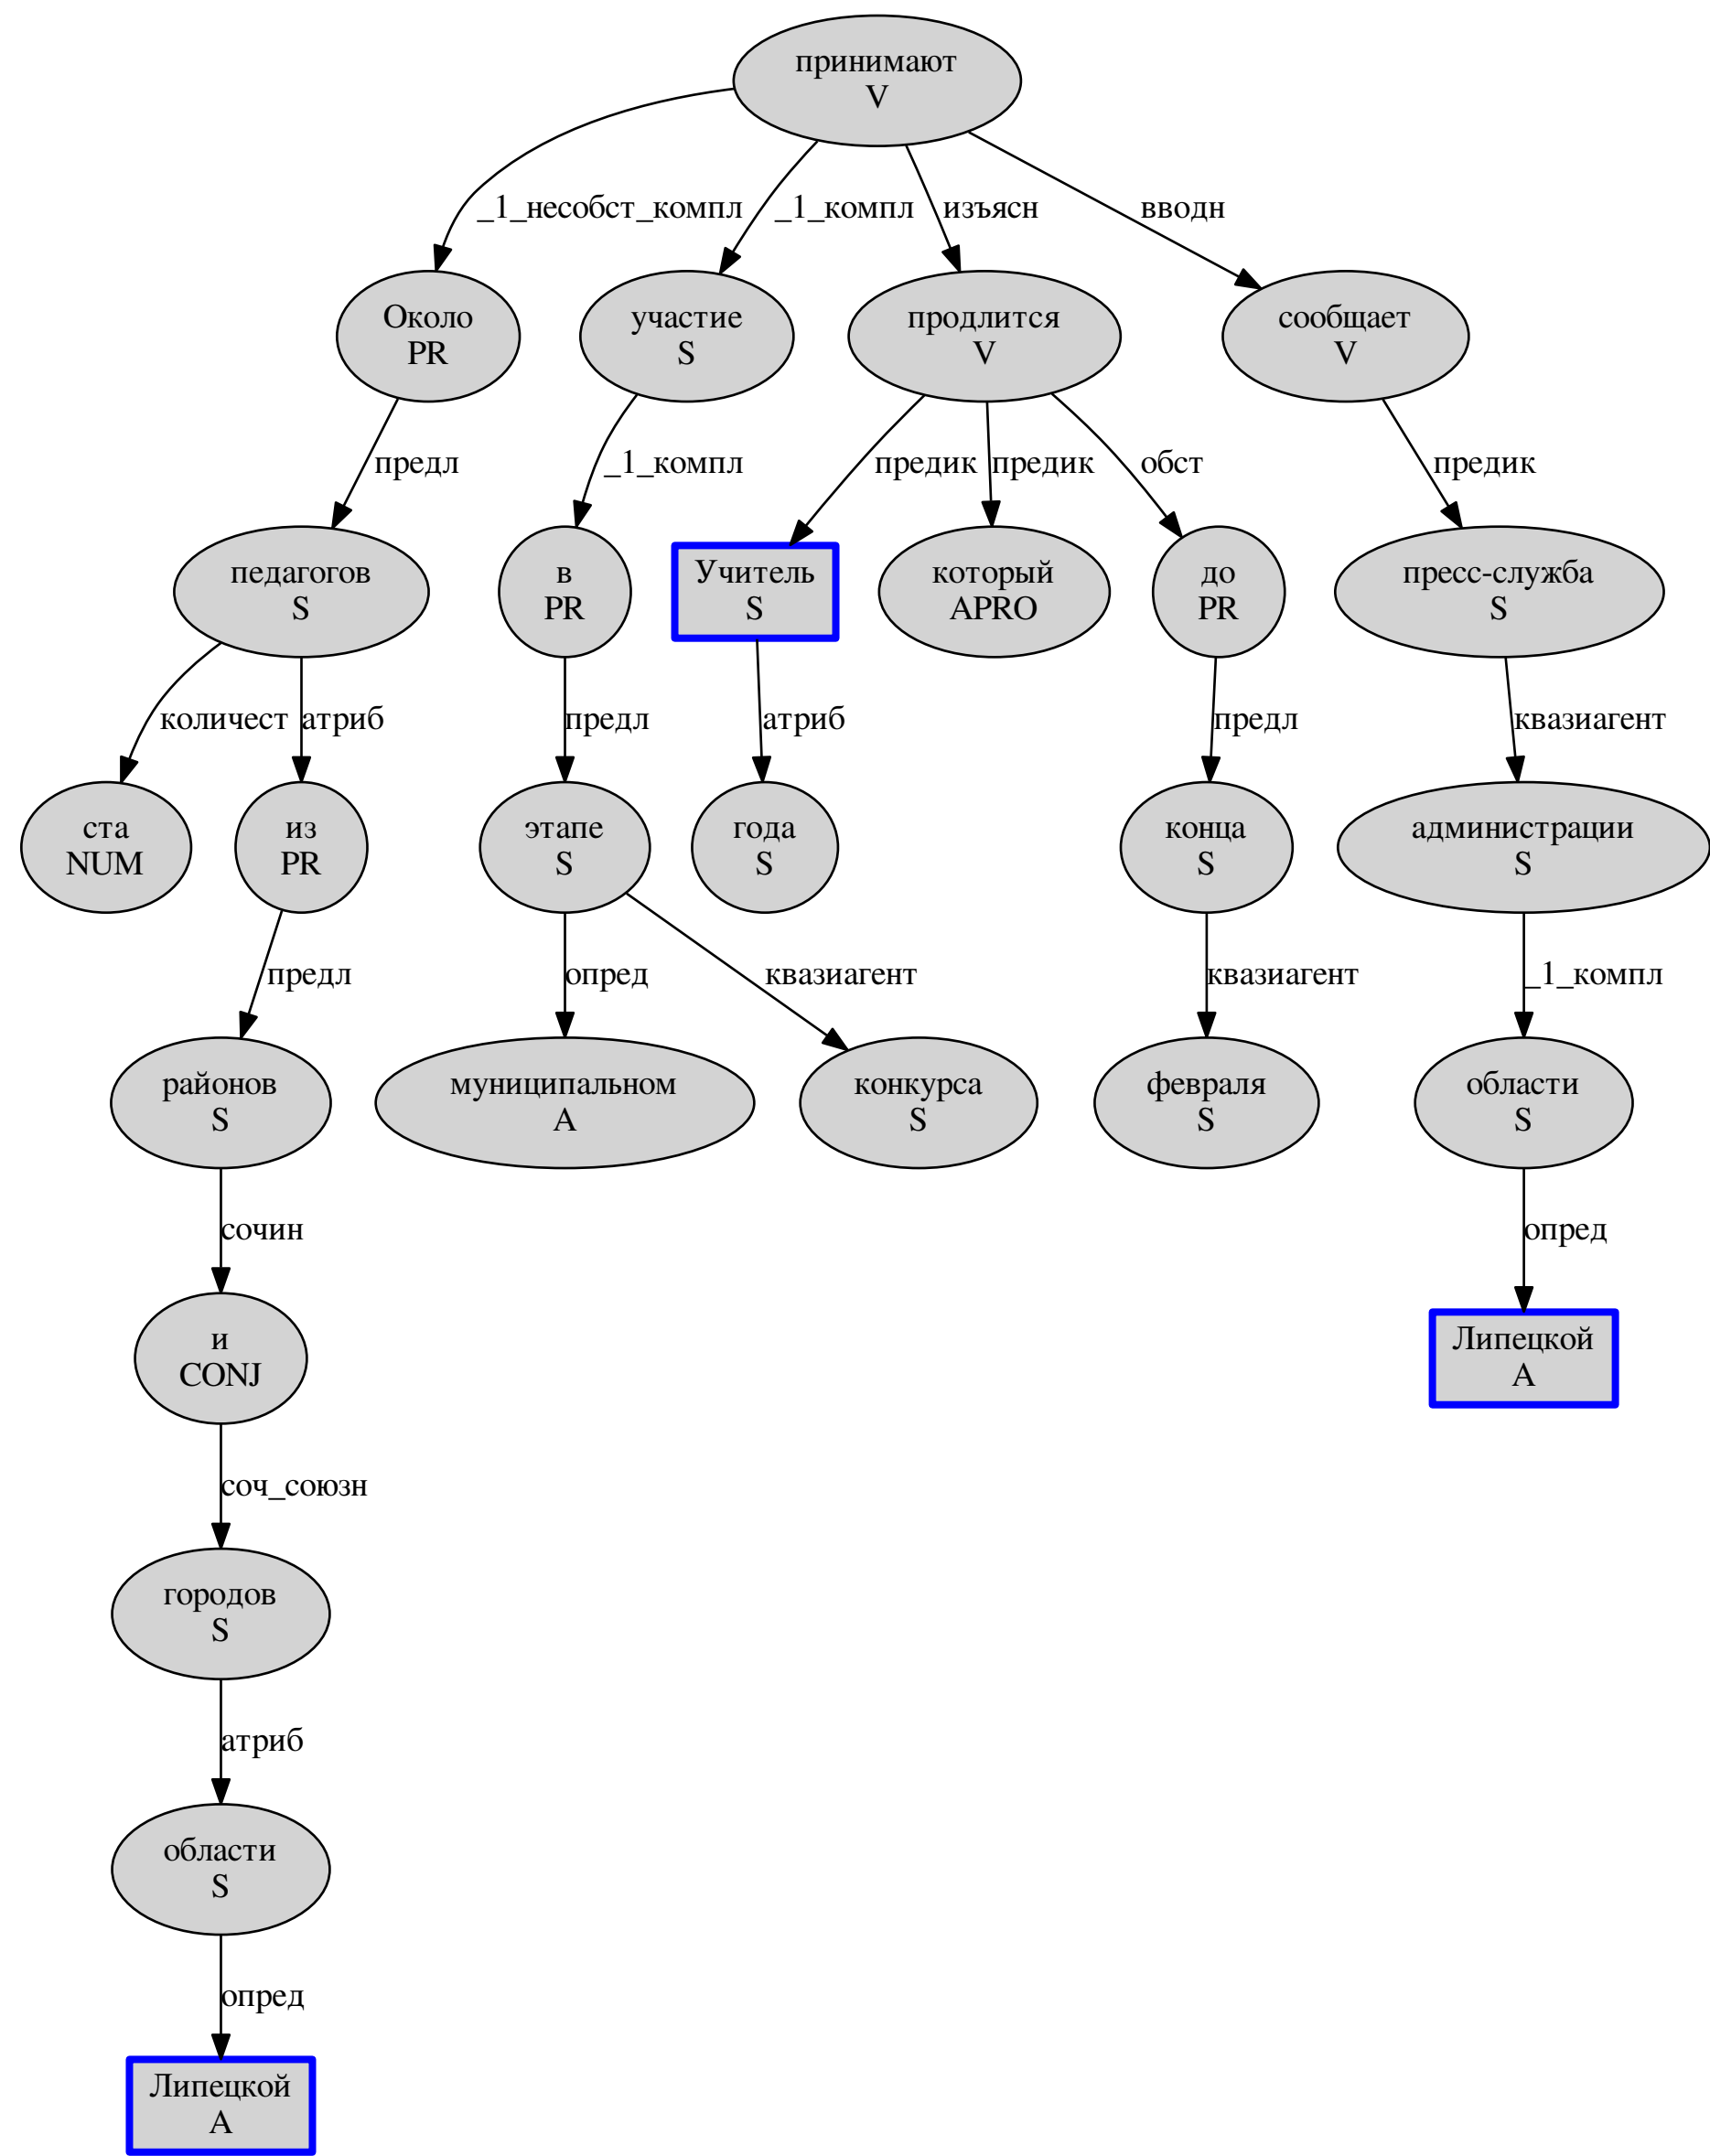 принимают
V
_1_несобст_компл
_1_компл
изъясн
вводн
Около
PR
участие
S
продлится
V
сообщает
V
предл
_1_компл
предик
предик
обст
предик
педагогов
S
в
PR
Учитель
S
который
APRO
до
PR
пресс-служба
S
количест
атриб
предл
атриб
предл
квазиагент
ста
NUM
из
PR
этапе
S
года
S
конца
S
администрации
S
предл
опред
квазиагент
квазиагент
_1_компл
районов
S
муниципальном
A
конкурса
S
февраля
S
области
S
сочин
опред
и
CONJ
Липецкой
A
соч_союзн
городов
S
атриб
области
S
опред
Липецкой
A